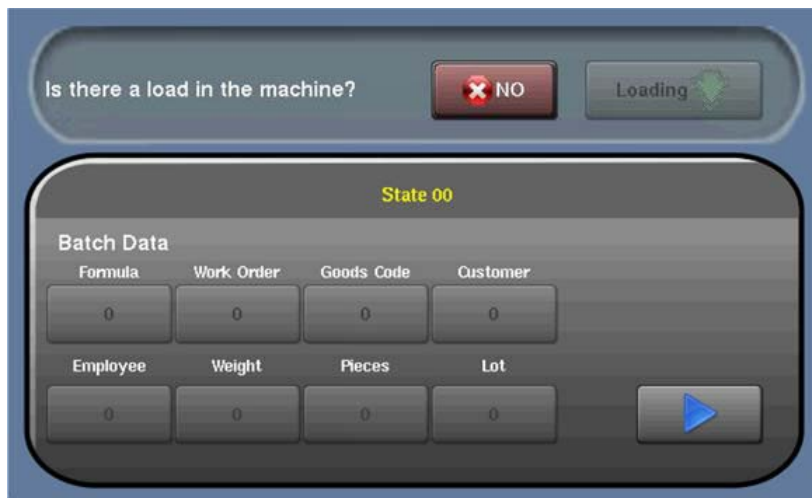 Is there a load in the machine?
NO
Loading
State 00
Batch Data
Formula Work Order Goods Code Customer
0 0 0 0
Employee Weight Pieces Lot
0 0 0 0